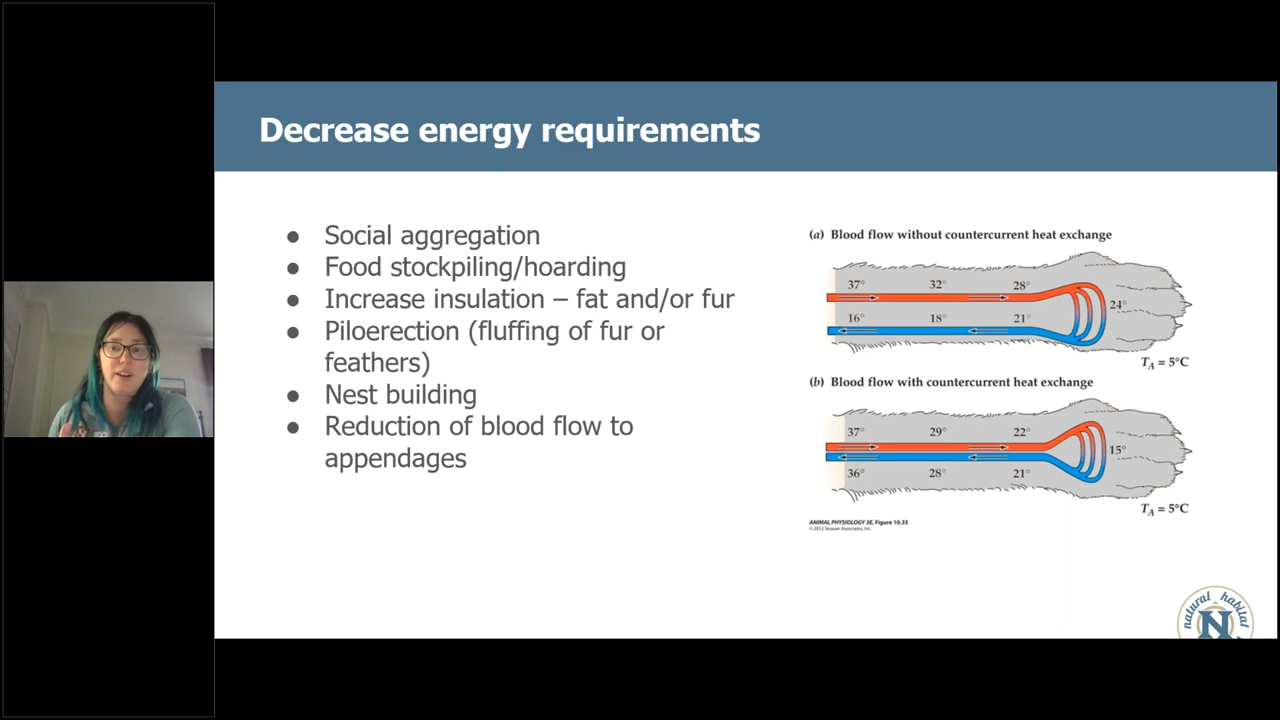 Decrease energy requirements
● Social aggregation
● Food stockpiling/hoarding
● Increase insulation – fat and/or fur
● Piloerection (fluffing of fur or
feathers)
● Nest building
● Reduction of blood flow to
appendages
(a) Blood flow without countercurrent heat exchange
37° 32° 28°
24°
16° 18° 21°
T_A = 5°C
(b) Blood flow with countercurrent heat exchange
37° 29° 22°
15°
36° 28° 21°
T_A = 5°C
ANIMAL PHYSIOLOGY 3E, Figure 10.35
© 2012 Sinauer Associates, Inc.
natural habitat
N